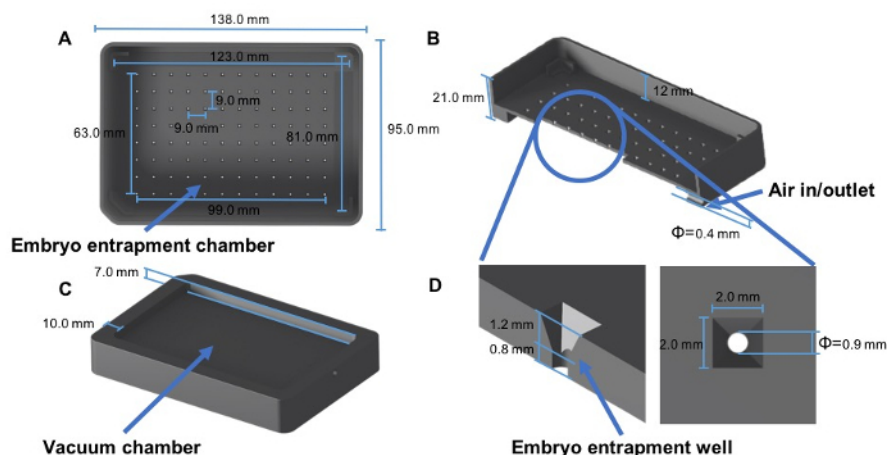 138.0 mm
A
123.0 mm
9.0 mm
9.0 mm
63.0 mm
81.0 mm
95.0 mm
99.0 mm
Embryo entrapment chamber
B
21.0 mm
12 mm
Air in/outlet
Φ=0.4 mm
C
7.0 mm
10.0 mm
Vacuum chamber
D
1.2 mm
0.8 mm
2.0 mm
2.0 mm
Φ=0.9 mm
Embryo entrapment well